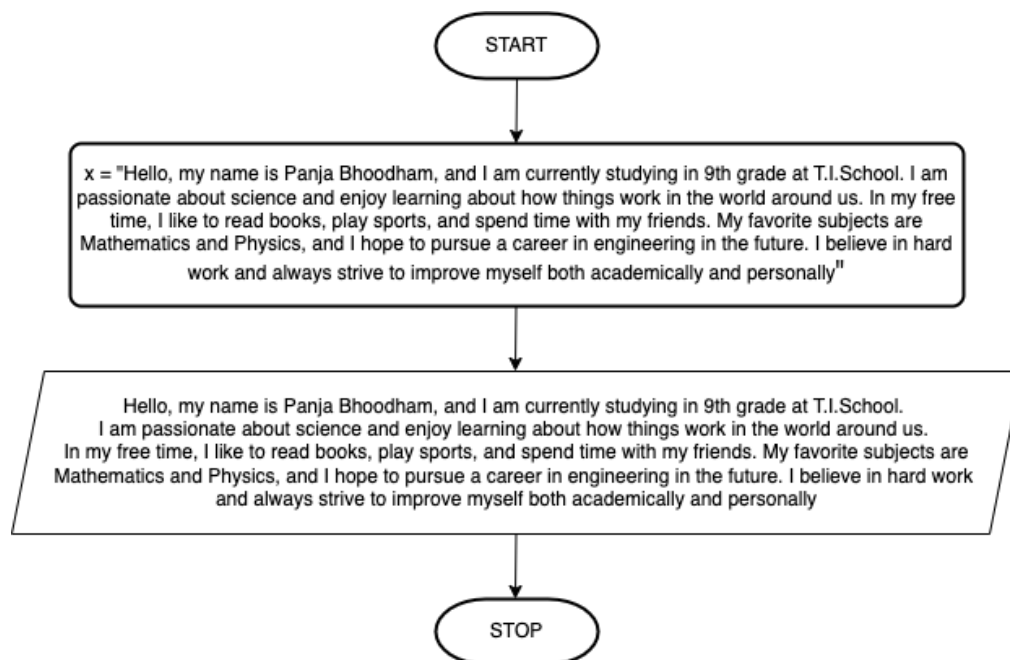 START
x = "Hello, my name is Panja Bhoodham, and I am currently studying in 9th grade at T.I.School. I am
passionate about science and enjoy learning about how things work in the world around us. In my free
time, I like to read books, play sports, and spend time with my friends. My favorite subjects are
Mathematics and Physics, and I hope to pursue a career in engineering in the future. I believe in hard
work and always strive to improve myself both academically and personally"
Hello, my name is Panja Bhoodham, and I am currently studying in 9th grade at T.I.School.
I am passionate about science and enjoy learning about how things work in the world around us.
In my free time, I like to read books, play sports, and spend time with my friends. My favorite subjects are
Mathematics and Physics, and I hope to pursue a career in engineering in the future. I believe in hard work
and always strive to improve myself both academically and personally
STOP